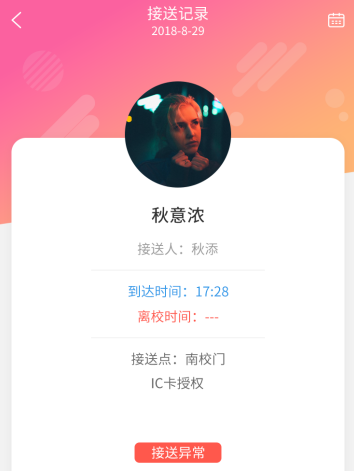 接送记录
2018-8-29
秋意浓
接送人：秋添
到达时间：17:28
离校时间：---
接送点：南校门
IC卡授权
接送异常